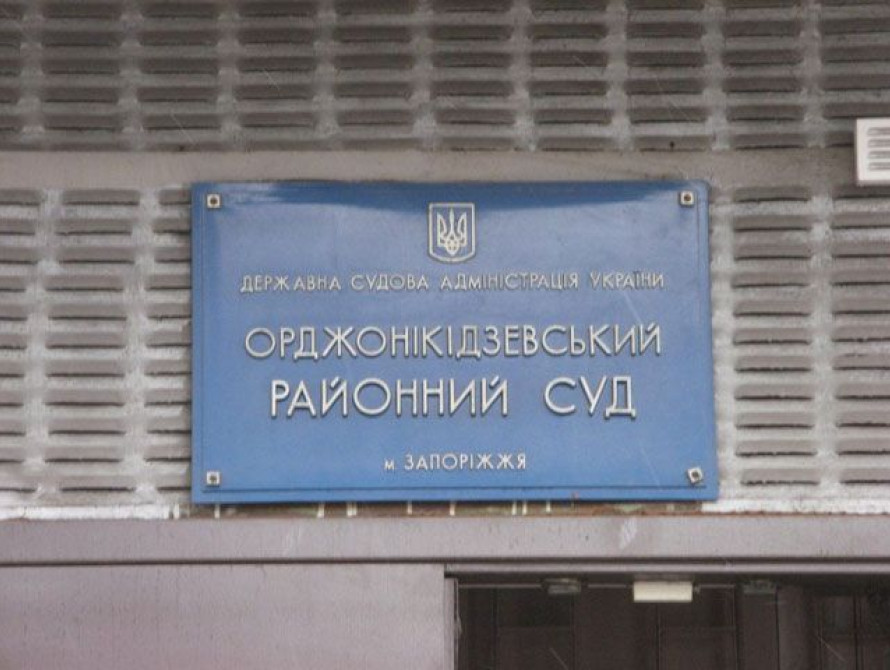 ДЕРЖАВНА СУДОВА АДМІНІСТРАЦІЯ УКРАЇНИ
ОРДЖОНІКІДЗЕВСЬКИЙ
РАЙОННИЙ СУД
м ЗАПОРІЖЖЯ